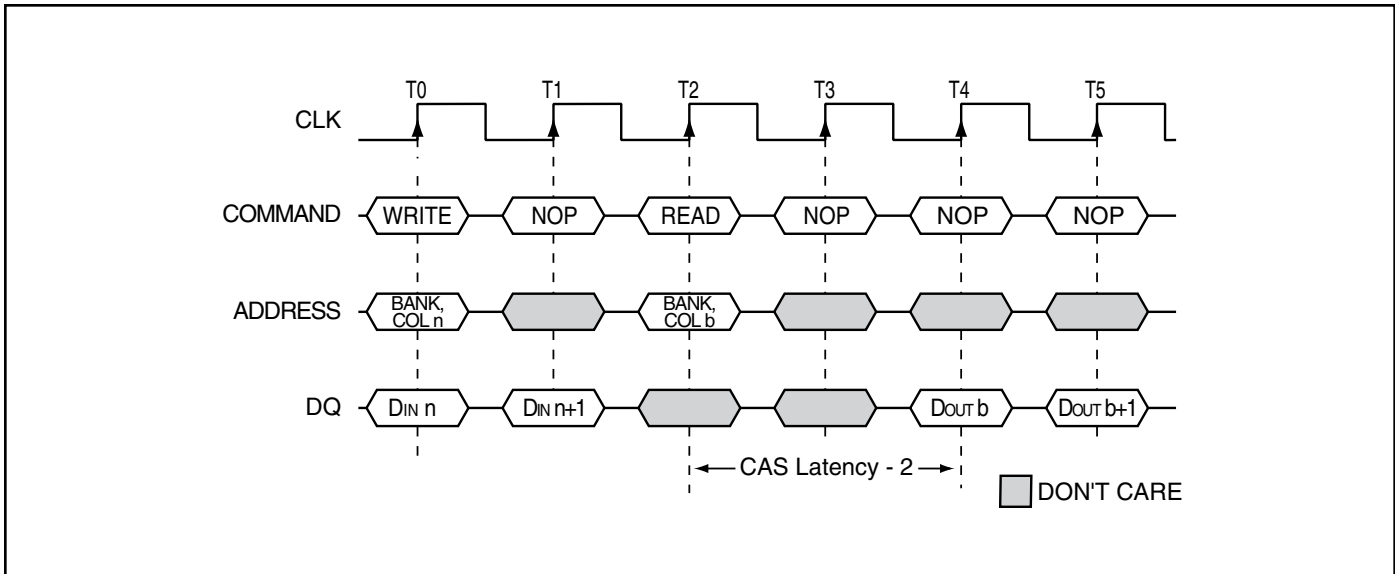 T0 T1 T2 T3 T4 T5
CLK
COMMAND WRITE NOP READ NOP NOP NOP
ADDRESS BANK, COL n BANK, COL b
DQ DIN n DIN n+1 DOUT b DOUT b+1
CAS Latency - 2
DON'T CARE